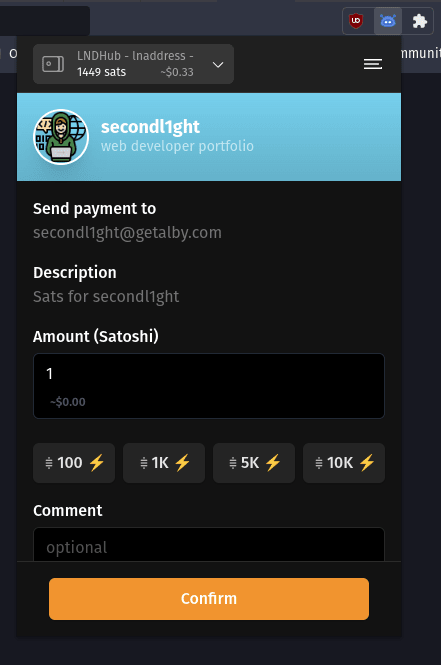 LNDHub - lnaddress -
1449 sats ~$0.33
secondl1ght
web developer portfolio
Send payment to
secondl1ght@getalby.com
Description
Sats for secondl1ght
Amount (Satoshi)
1
~$0.00
100 ⚡ 1K ⚡ 5K ⚡ 10K ⚡
Comment
optional
Confirm